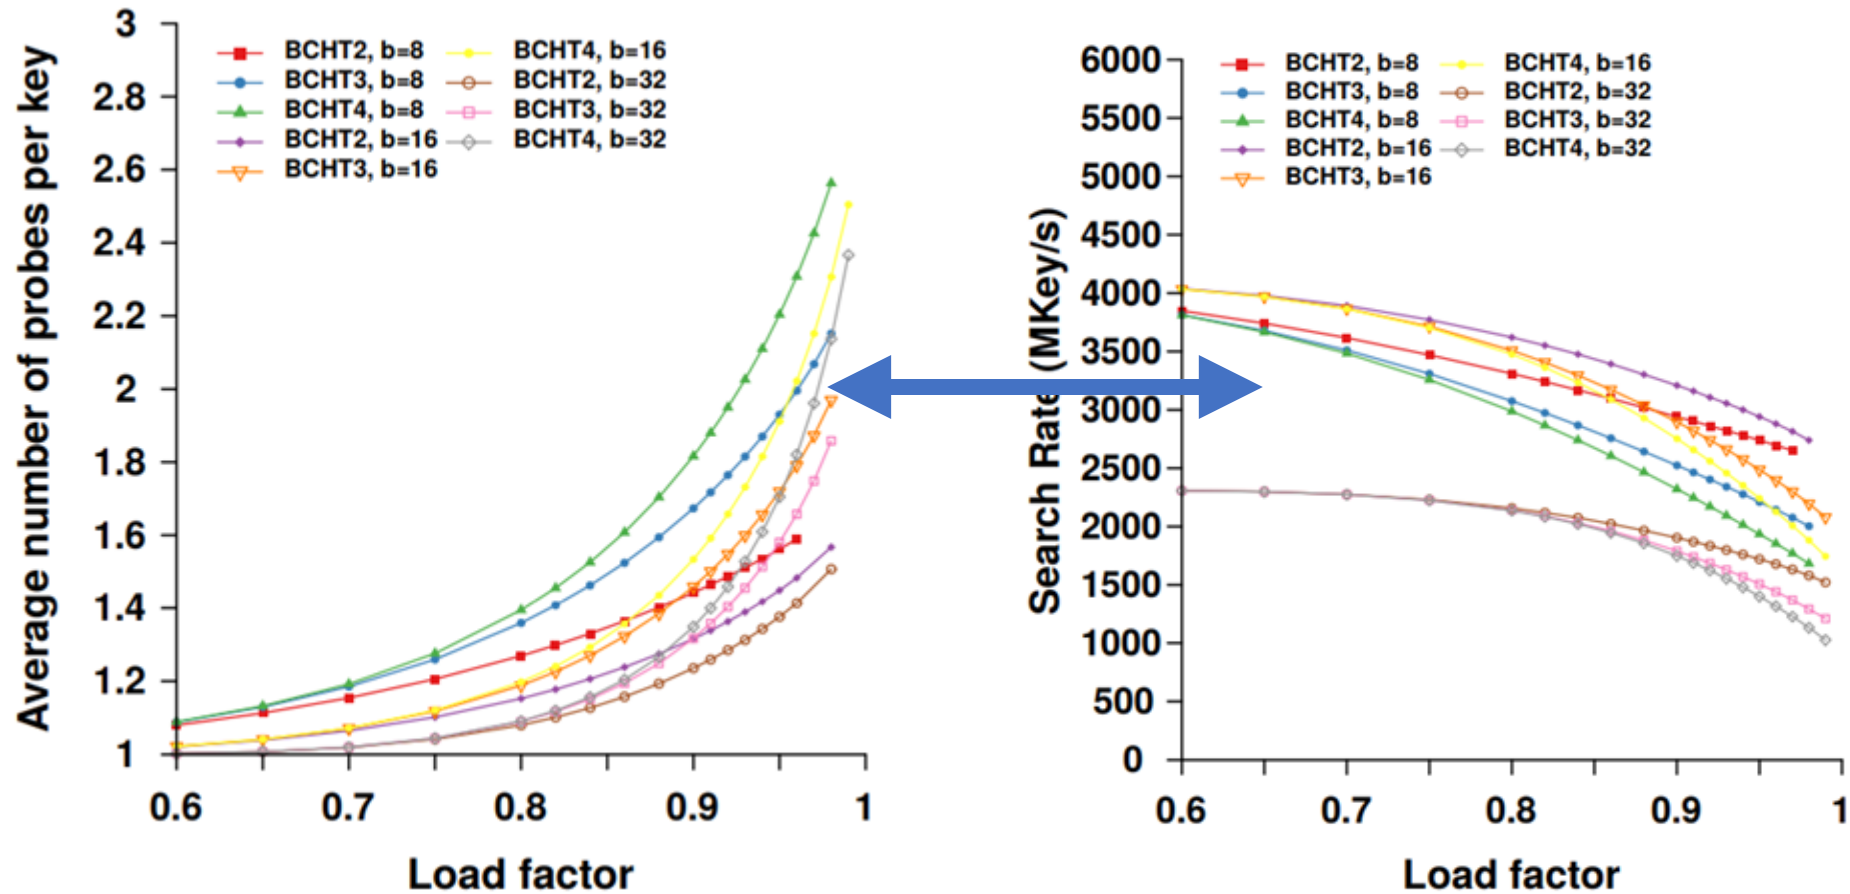 Average number of probes per key
3
2.8
2.6
2.4
2.2
2
1.8
1.6
1.4
1.2
1
BCHT2, b=8
BCHT3, b=8
BCHT4, b=8
BCHT2, b=16
BCHT3, b=16
BCHT4, b=16
BCHT2, b=32
BCHT3, b=32
BCHT4, b=32
0.6 0.7 0.8 0.9 1
Load factor
Search Rate (MKey/s)
6000
5500
5000
4500
4000
3500
3000
2500
2000
1500
1000
500
0
BCHT2, b=8
BCHT3, b=8
BCHT4, b=8
BCHT2, b=16
BCHT3, b=16
BCHT4, b=16
BCHT2, b=32
BCHT3, b=32
BCHT4, b=32
0.6 0.7 0.8 0.9 1
Load factor